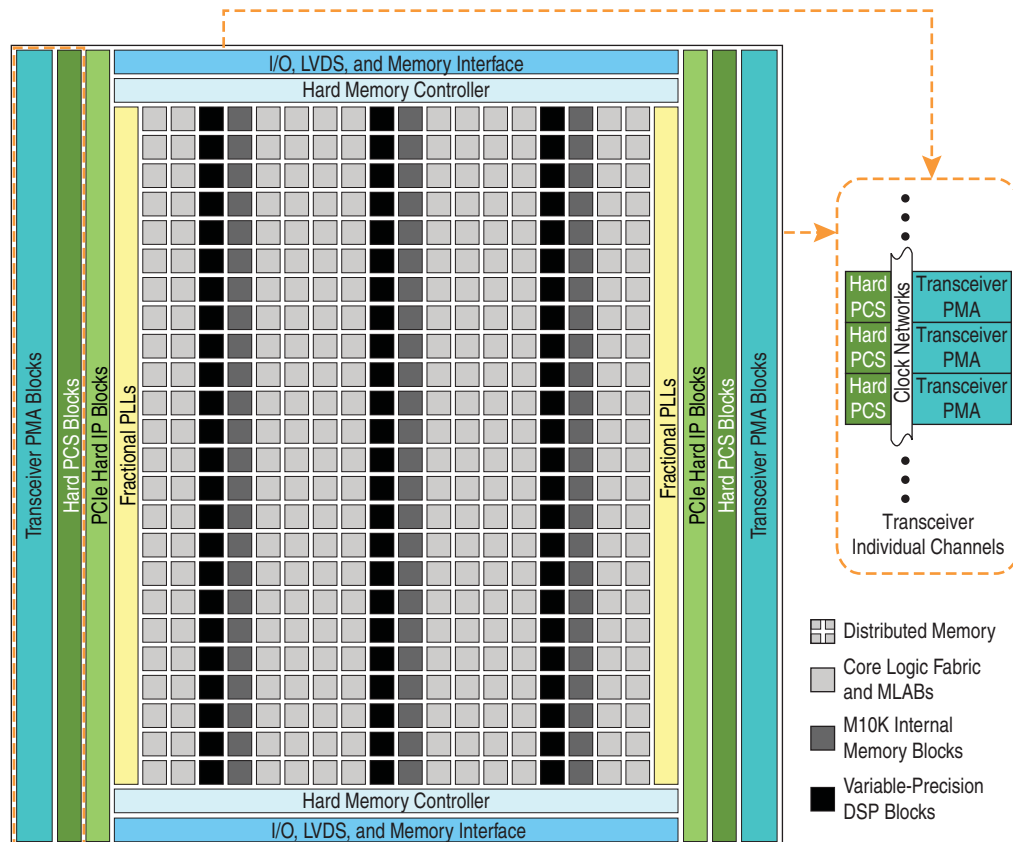 I/O, LVDS, and Memory Interface
Hard Memory Controller
Transceiver PMA Blocks
Hard PCS Blocks
PCIe Hard IP Blocks
Fractional PLLs
Fractional PLLs
PCIe Hard IP Blocks
Hard PCS Blocks
Transceiver PMA Blocks
Hard Memory Controller
I/O, LVDS, and Memory Interface
Hard
PCS
Hard
PCS
Hard
PCS
Clock Networks
Transceiver
PMA
Transceiver
PMA
Transceiver
PMA
Transceiver
Individual Channels
Distributed Memory
Core Logic Fabric
and MLABs
M10K Internal
Memory Blocks
Variable-Precision
DSP Blocks